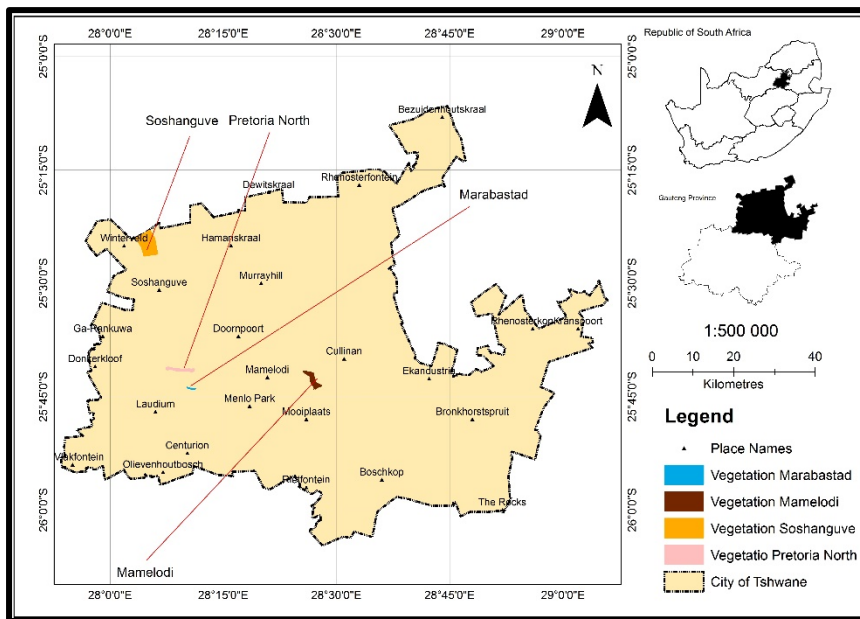 28°0'0"E 28°15'0"E 28°30'0"E 28°45'0"E 29°0'0"E
25°0'0"S
25°0'0"S
N
Republic of South Africa
Bezuidenhoutskraal
Soshanguve Pretoria North
25°15'0"S
25°15'0"S
Rhenosterfontein
Dewitskraal
Marabastad
Gauteng Province
Winterveld Hamanskraal
25°30'0"S
25°30'0"S
Soshanguve Murrayhill
Ga-Rankuwa Doornpoort
Rhenosterkop Kranspoort
1:500 000
Donkerkloof Cullinan
0 10 20 30 40
Kilometres
Mamelodi Ekandustria
25°45'0"S
25°45'0"S
Laudium Menlo Park Mooiplaats Bronkhorstspruit
Legend
Place Names
Vegetation Marabastad
Vegetation Mamelodi
Vegetation Soshanguve
Vegetatio Pretoria North
City of Tshwane
Centurion
Vlakfontein Olievenhoutbosch Rietfontein Boschkop
The Rocks
26°0'0"S
26°0'0"S
Mamelodi
28°0'0"E 28°15'0"E 28°30'0"E 28°45'0"E 29°0'0"E